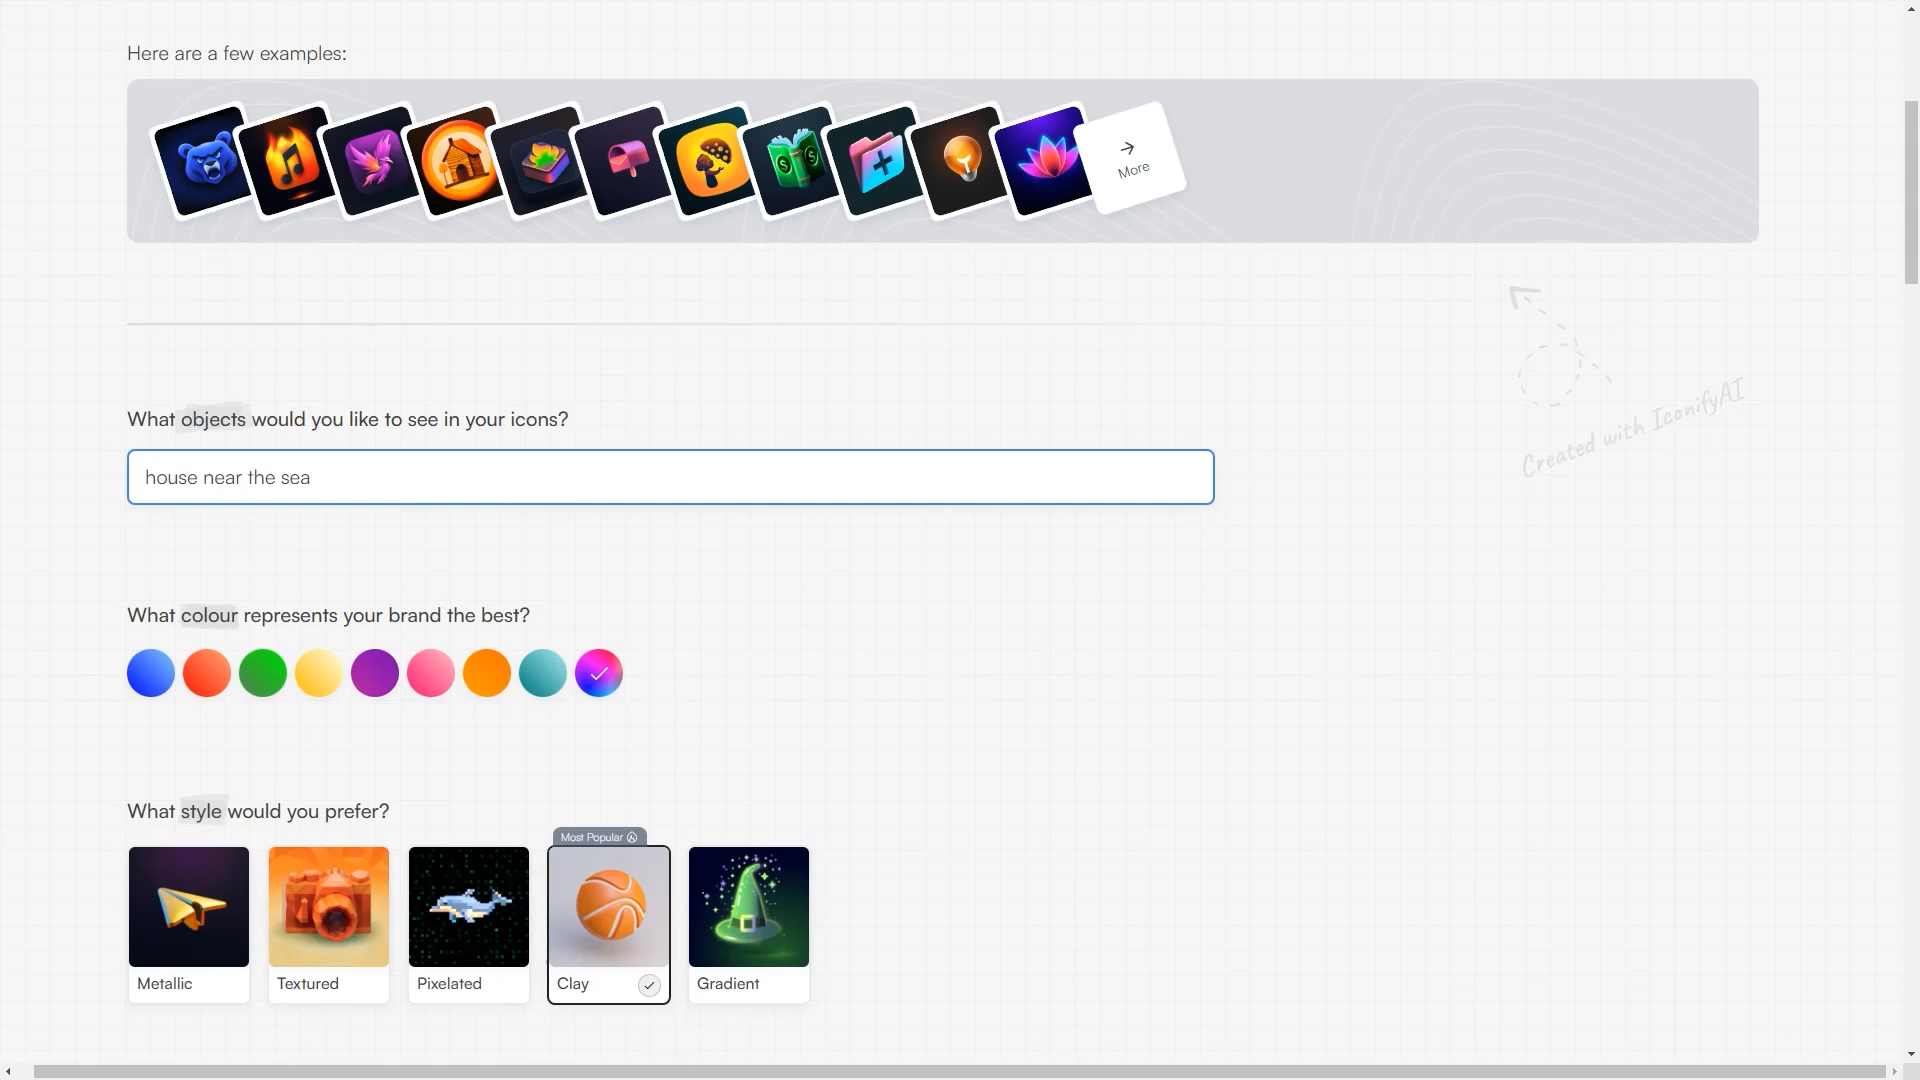 Here are a few examples:
More
Created with IconifyAI
What objects would you like to see in your icons?
house near the sea
What colour represents your brand the best?
What style would you prefer?
Most Popular
Metallic
Textured
Pixelated
Clay
Gradient